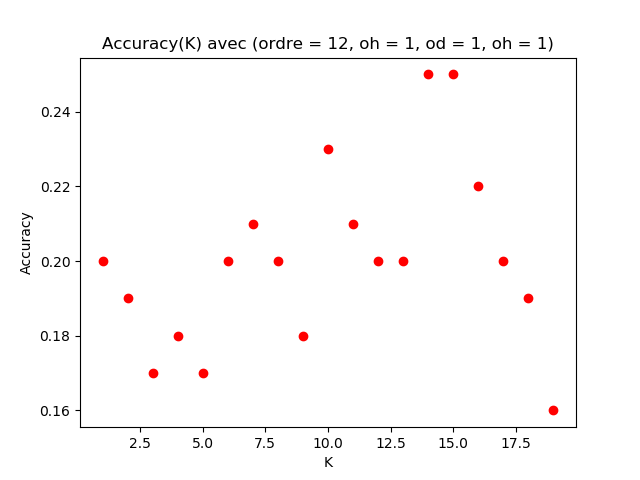 Accuracy(K) avec (ordre = 12, oh = 1, od = 1, oh = 1)
0.24
0.22
0.20
0.18
0.16
Accuracy
2.5 5.0 7.5 10.0 12.5 15.0 17.5
K